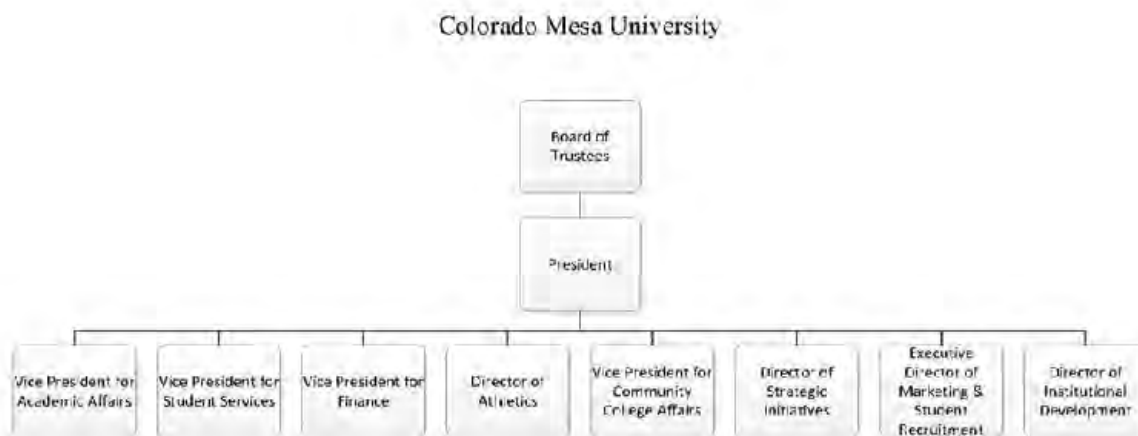 Colorado Mesa University
Board of
Trustees
President
Vice President for
Academic Affairs
Vice President for
Student Services
Vice President for
Finance
Director of
Athletics
Vice President for
Community
College Affairs
Director of
Strategic
Initiatives
Executive
Director of
Marketing &
Student
Recruitment
Director of
Institutional
Development